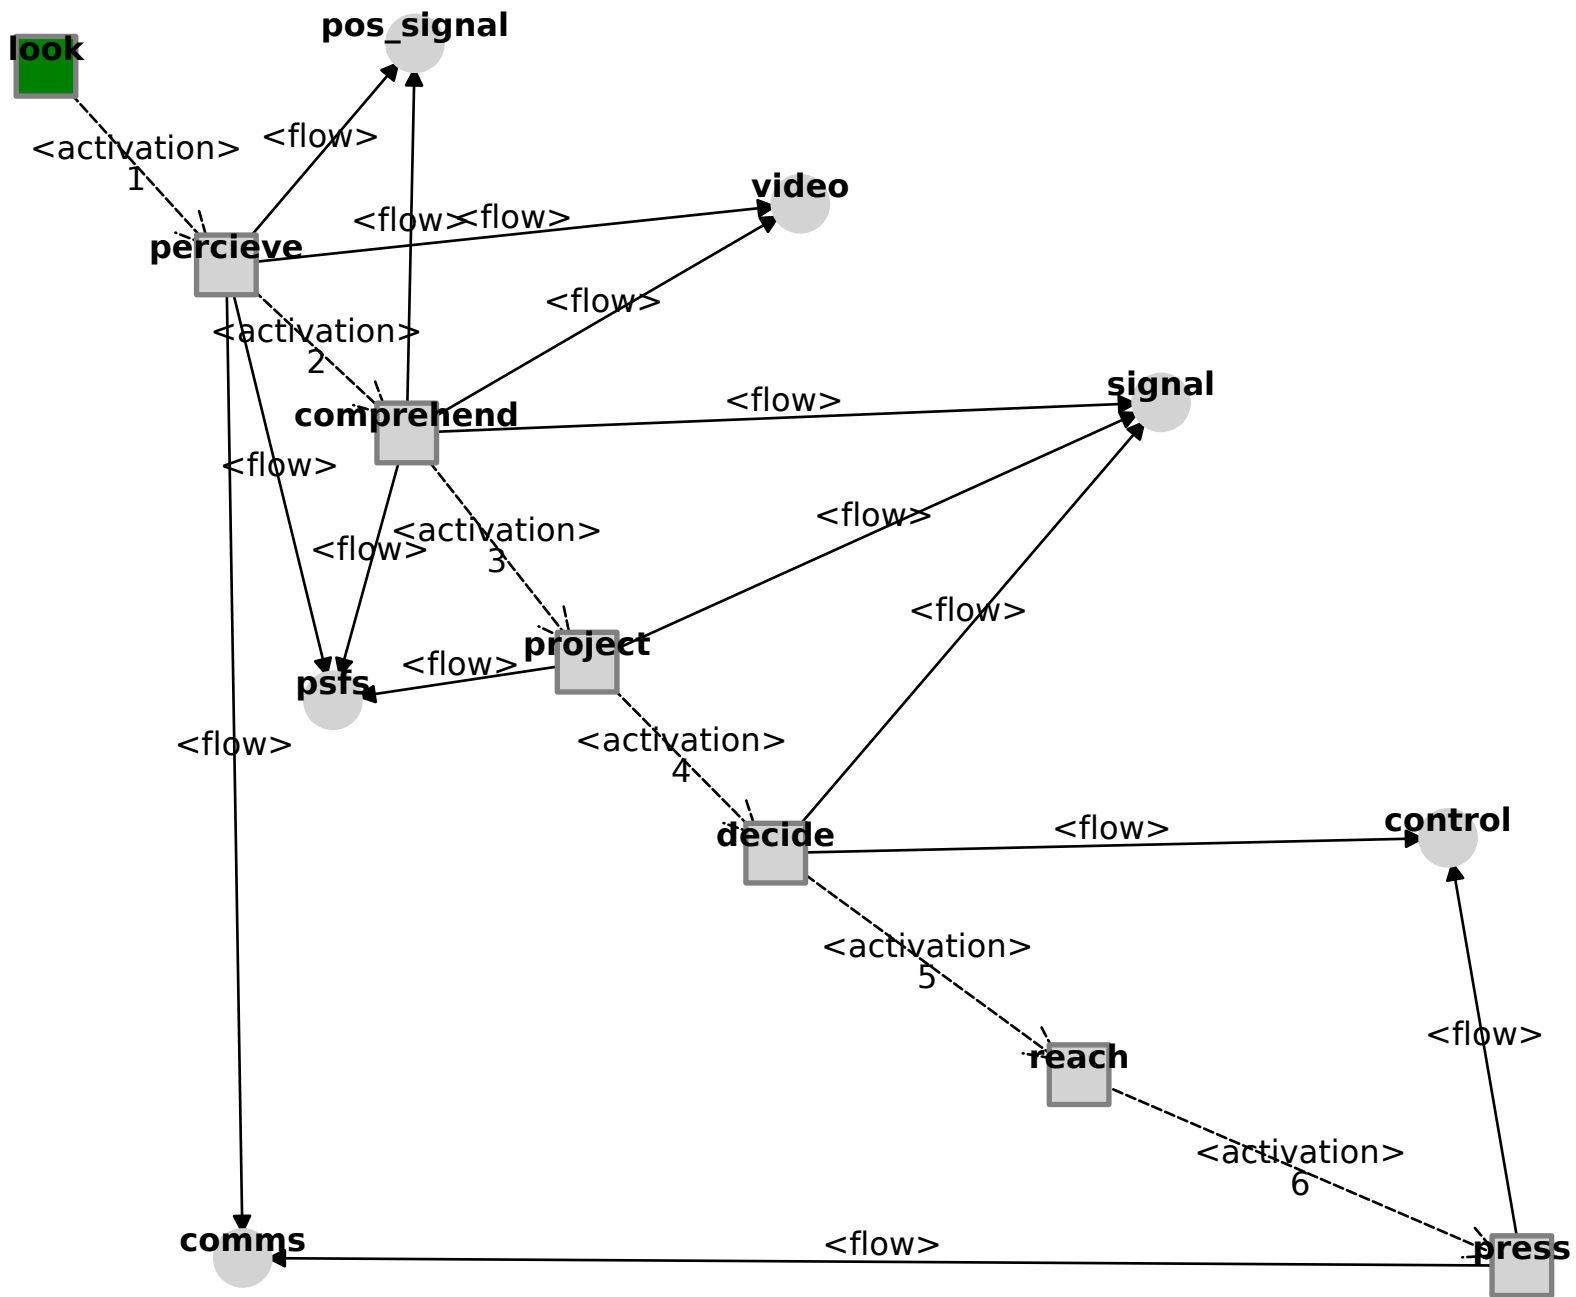 pos_signal
look
<flow>
<activation>
1
video
<flow>
<flow>
percieve
<flow>
<activation>
2
signal
<flow>
comprehend
<flow>
<flow>
<activation>
3
<flow>
<flow>
project
<flow>
psfs
<activation>
4
<flow>
control
<flow>
decide
<activation>
5
<flow>
reach
<activation>
6
comms
<flow>
press